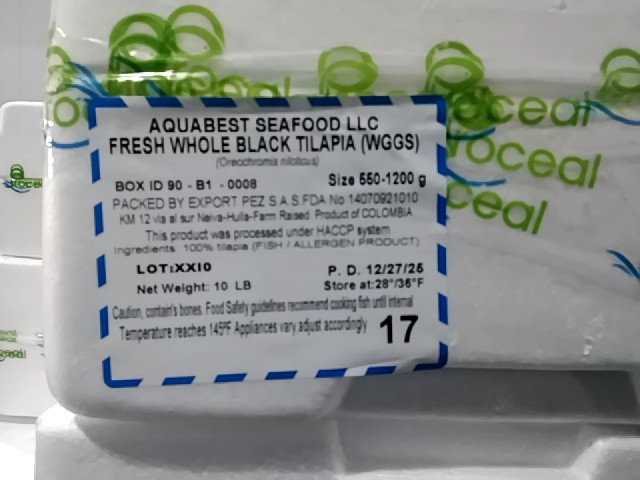 AQUABEST SEAFOOD LLC
FRESH WHOLE BLACK TILAPIA (WGGS)
(Oreochromis niloticus)
BOX ID 90 - B1 - 0008 Size 550-1200 g
PACKED BY EXPORT PEZ S.A.S FDA No 14070921010
KM 12 via al sur Neiva-Huila-Farm Raised Product of COLOMBIA
This product was processed under HACCP system
Ingredients 100% tilapia (FISH / ALLERGEN PRODUCT)
LOT:XXI0 P. D. 12/27/25
Net Weight: 10 LB Store at:28°/36°F
Caution, contain's bones. Food Safety guidelines recommend cooking fish until internal
Temperature reaches 145ºF Appliances vary, adjust accordingly
17
oceal
roceal
ceal